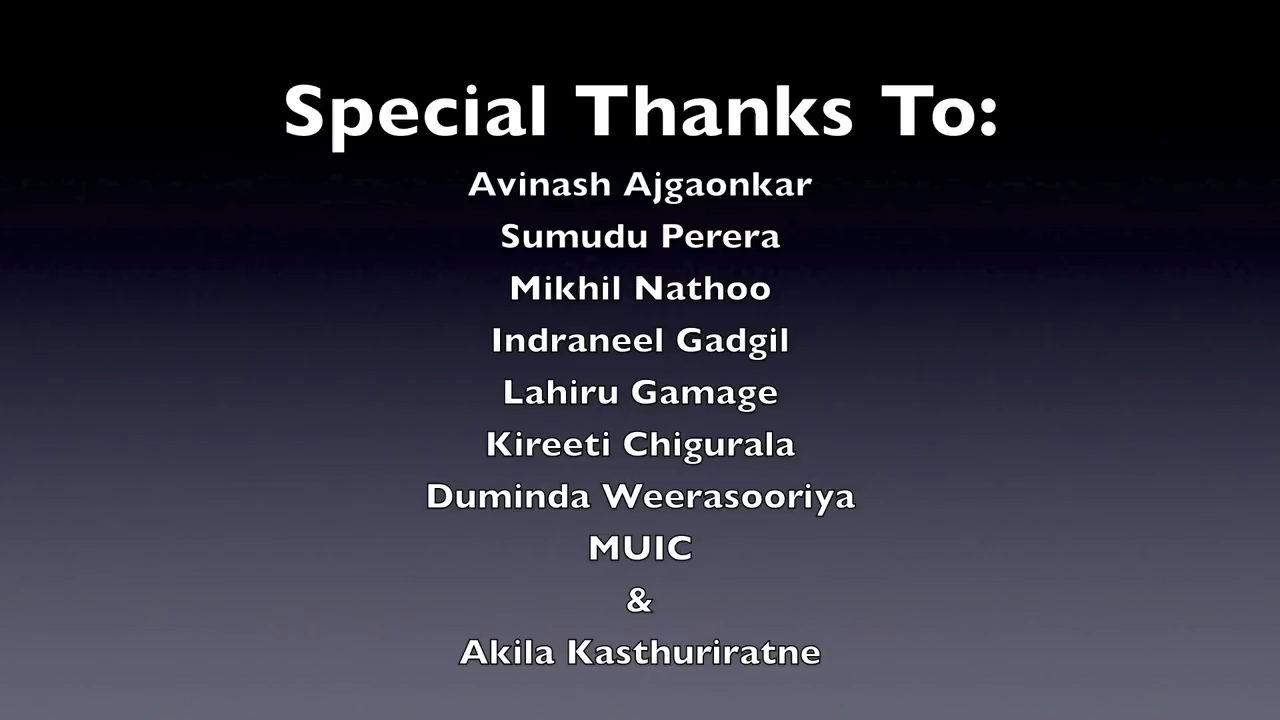 Special Thanks To:
Avinash Ajgaonkar
Sumudu Perera
Mikhil Nathoo
Indraneel Gadgil
Lahiru Gamage
Kireeti Chigurala
Duminda Weerasooriya
MUIC
&
Akila Kasthuriratne